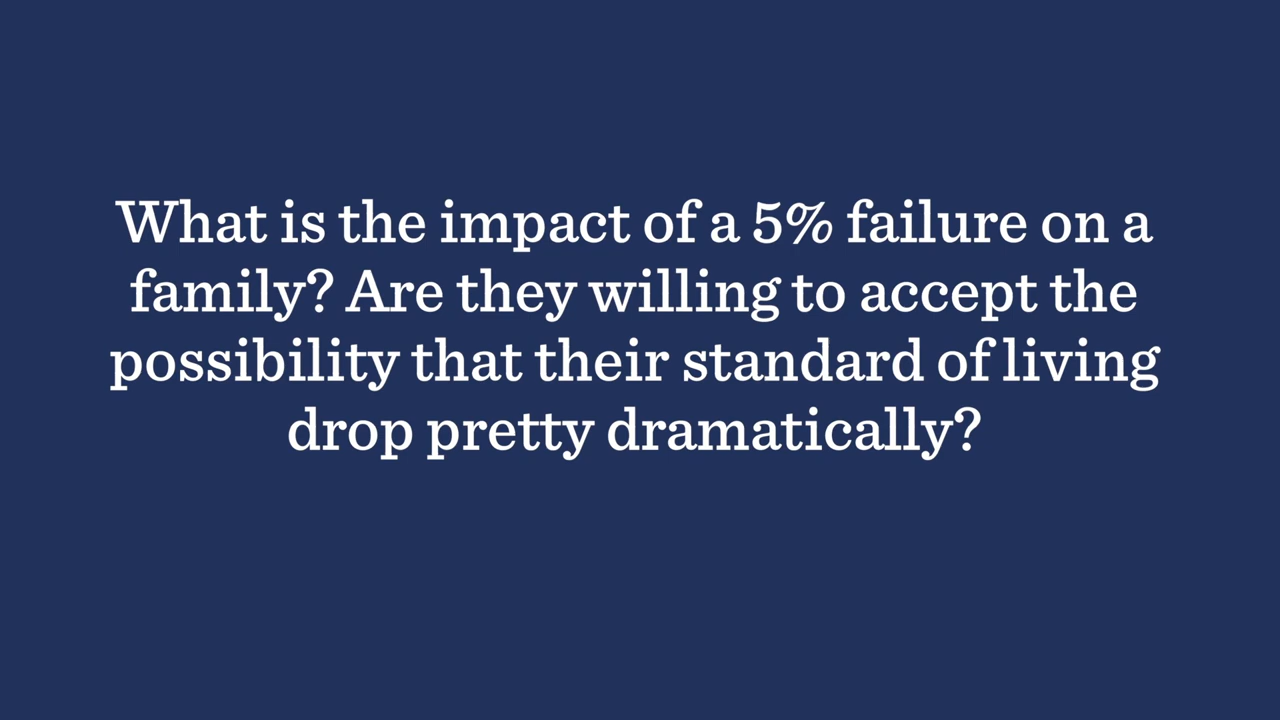 What is the impact of a 5% failure on a
family? Are they willing to accept the
possibility that their standard of living
drop pretty dramatically?